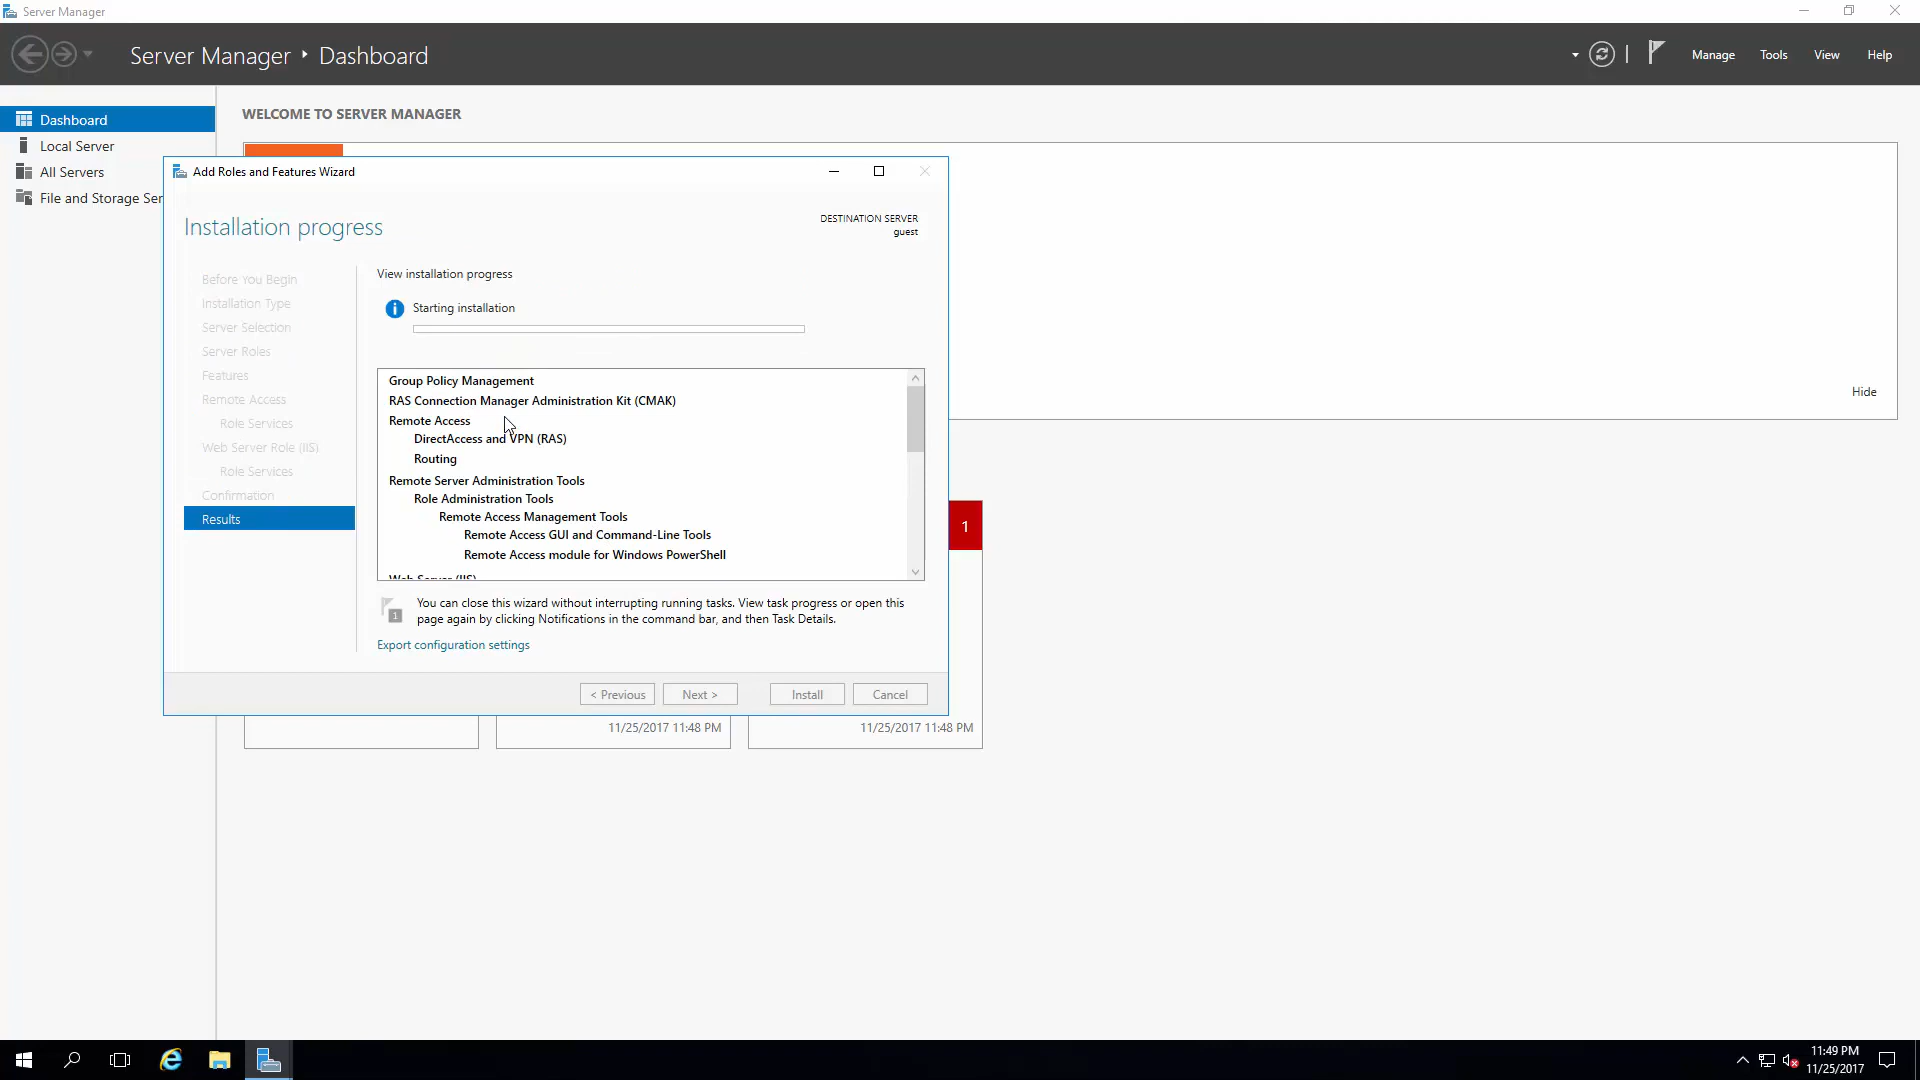 Server Manager
Server Manager ‣ Dashboard
Manage
Tools
View
Help
Dashboard
Local Server
All Servers
File and Storage Ser
WELCOME TO SERVER MANAGER
Hide
Add Roles and Features Wizard
Installation progress
DESTINATION SERVER
guest
Before You Begin
Installation Type
Server Selection
Server Roles
Features
Remote Access
Role Services
Web Server Role (IIS)
Role Services
Confirmation
Results
View installation progress
Starting installation
Group Policy Management
RAS Connection Manager Administration Kit (CMAK)
Remote Access
DirectAccess and VPN (RAS)
Routing
Remote Server Administration Tools
Role Administration Tools
Remote Access Management Tools
Remote Access GUI and Command-Line Tools
Remote Access module for Windows PowerShell
Web Server (IIS)
1
You can close this wizard without interrupting running tasks. View task progress or open this
page again by clicking Notifications in the command bar, and then Task Details.
Export configuration settings
< Previous
Next >
Install
Cancel
1
11/25/2017 11:48 PM
11/25/2017 11:48 PM
11:49 PM
11/25/2017